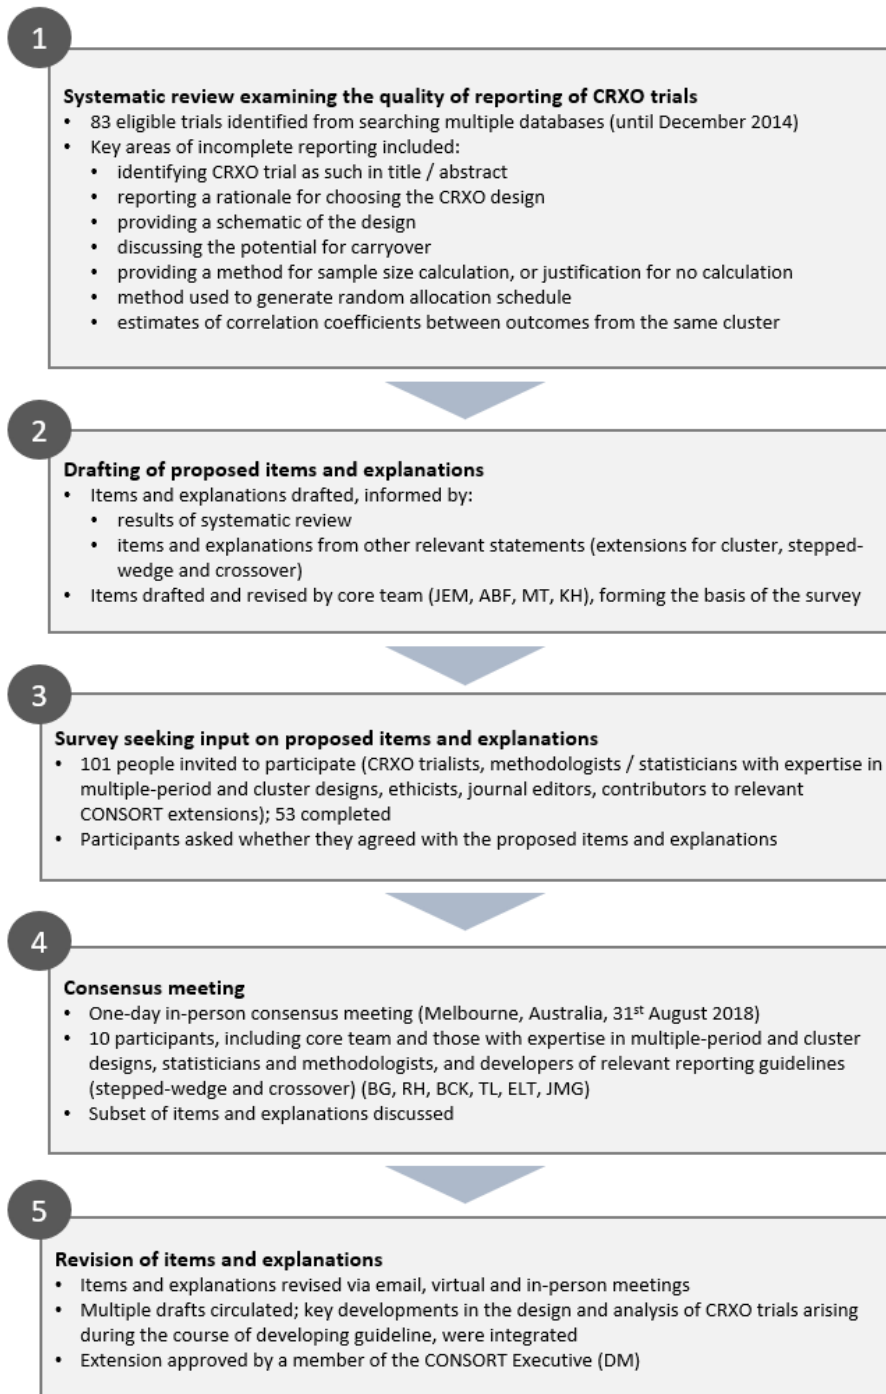 1
Systematic review examining the quality of reporting of CRXO trials
• 83 eligible trials identified from searching multiple databases (until December 2014)
• Key areas of incomplete reporting included:
• identifying CRXO trial as such in title / abstract
• reporting a rationale for choosing the CRXO design
• providing a schematic of the design
• discussing the potential for carryover
• providing a method for sample size calculation, or justification for no calculation
• method used to generate random allocation schedule
• estimates of correlation coefficients between outcomes from the same cluster
2
Drafting of proposed items and explanations
• Items and explanations drafted, informed by:
• results of systematic review
• items and explanations from other relevant statements (extensions for cluster, stepped-
wedge and crossover)
• Items drafted and revised by core team (JEM, ABF, MT, KH), forming the basis of the survey
3
Survey seeking input on proposed items and explanations
• 101 people invited to participate (CRXO trialists, methodologists / statisticians with expertise in
multiple-period and cluster designs, ethicists, journal editors, contributors to relevant
CONSORT extensions); 53 completed
• Participants asked whether they agreed with the proposed items and explanations
4
Consensus meeting
• One-day in-person consensus meeting (Melbourne, Australia, 31st August 2018)
• 10 participants, including core team and those with expertise in multiple-period and cluster
designs, statisticians and methodologists, and developers of relevant reporting guidelines
(stepped-wedge and crossover) (BG, RH, BCK, TL, ELT, JMG)
• Subset of items and explanations discussed
5
Revision of items and explanations
• Items and explanations revised via email, virtual and in-person meetings
• Multiple drafts circulated; key developments in the design and analysis of CRXO trials arising
during the course of developing guideline, were integrated
• Extension approved by a member of the CONSORT Executive (DM)